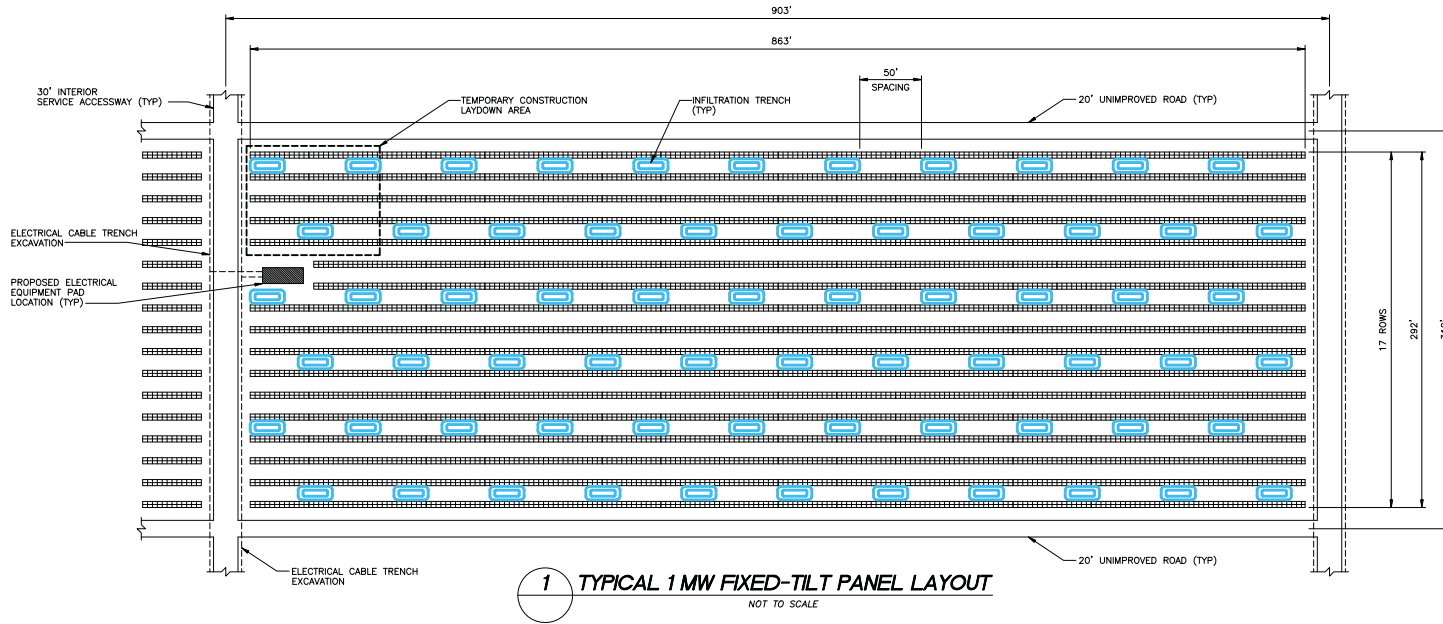 903'
863'
50'
SPACING
30' INTERIOR
SERVICE ACCESSWAY (TYP)
TEMPORARY CONSTRUCTION
LAYDOWN AREA
INFILTRATION TRENCH
(TYP)
20' UNIMPROVED ROAD (TYP)
ELECTRICAL CABLE TRENCH
EXCAVATION
PROPOSED ELECTRICAL
EQUIPMENT PAD
LOCATION (TYP)
17 ROWS
292'
ELECTRICAL CABLE TRENCH
EXCAVATION
20' UNIMPROVED ROAD (TYP)
1 TYPICAL 1 MW FIXED-TILT PANEL LAYOUT
NOT TO SCALE